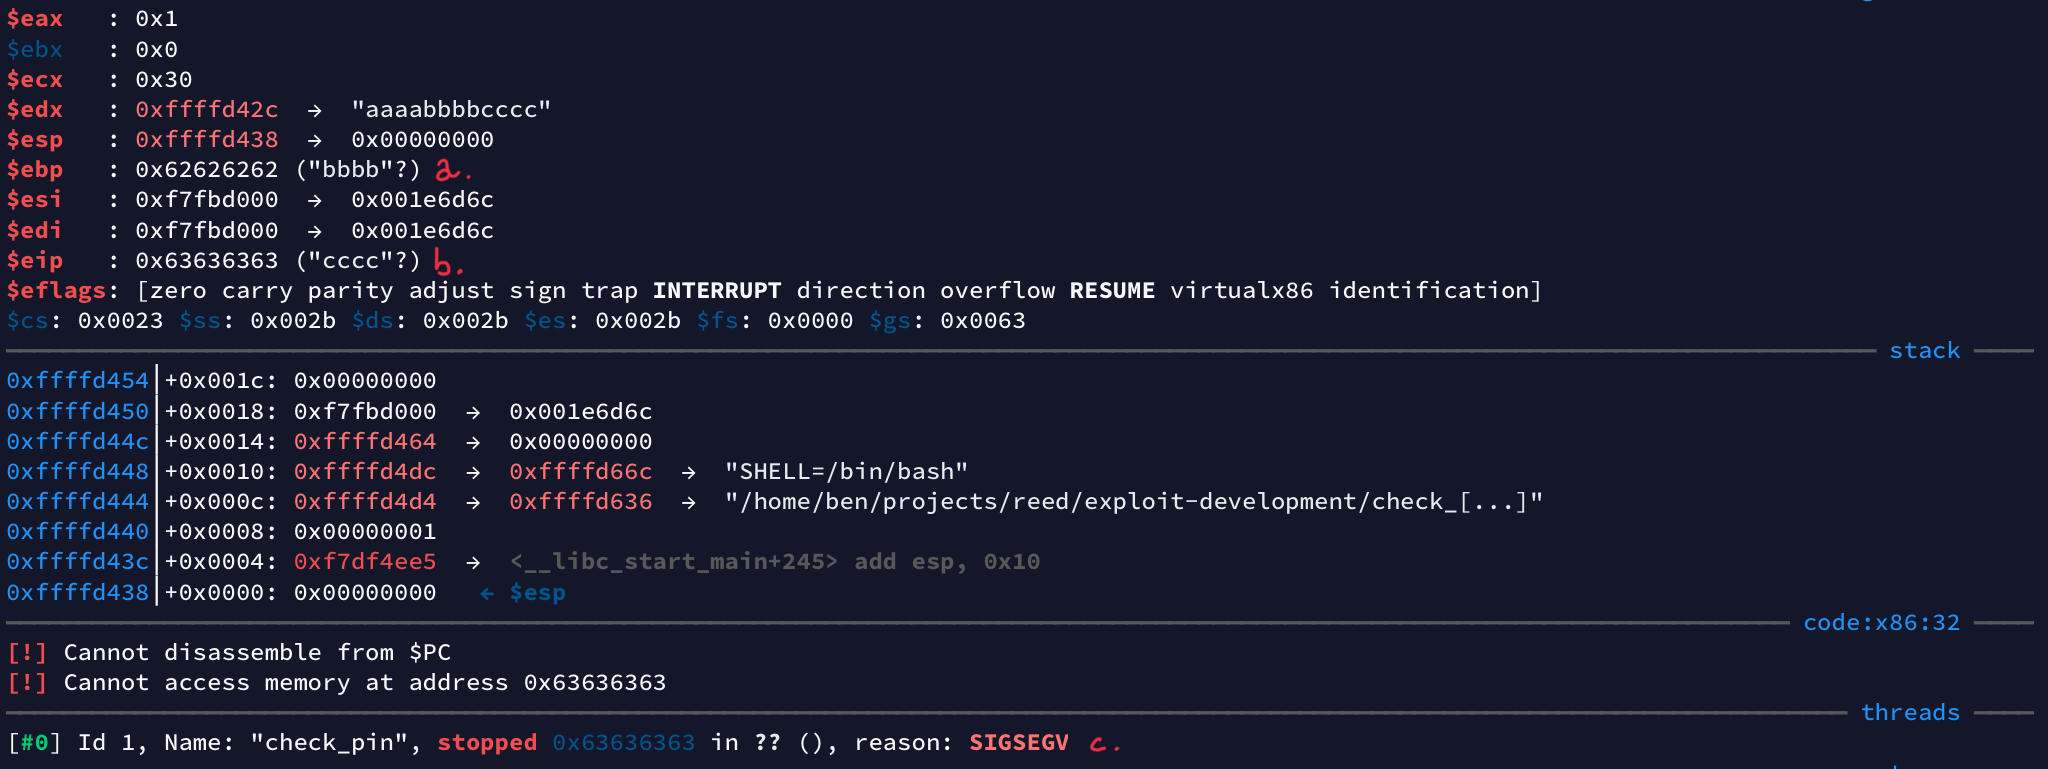 $eax   : 0x1
$ebx   : 0x0
$ecx   : 0x30
$edx   : 0xffffd42c  →  "aaaabbbbcccc"
$esp   : 0xffffd438  →  0x00000000
$ebp   : 0x62626262 ("bbbb"?) a.
$esi   : 0xf7fbd000  →  0x001e6d6c
$edi   : 0xf7fbd000  →  0x001e6d6c
$eip   : 0x63636363 ("cccc"?) b.
$eflags: [zero carry parity adjust sign trap INTERRUPT direction overflow RESUME virtualx86 identification]
$cs: 0x0023 $ss: 0x002b $ds: 0x002b $es: 0x002b $fs: 0x0000 $gs: 0x0063
stack
0xffffd454│+0x001c: 0x00000000
0xffffd450│+0x0018: 0xf7fbd000  →  0x001e6d6c
0xffffd44c│+0x0014: 0xffffd464  →  0x00000000
0xffffd448│+0x0010: 0xffffd4dc  →  0xffffd66c  →  "SHELL=/bin/bash"
0xffffd444│+0x000c: 0xffffd4d4  →  0xffffd636  →  "/home/ben/projects/reed/exploit-development/check_[...]"
0xffffd440│+0x0008: 0x00000001
0xffffd43c│+0x0004: 0xf7df4ee5  →  <__libc_start_main+245> add esp, 0x10
0xffffd438│+0x0000: 0x00000000   ← $esp
code:x86:32
[!] Cannot disassemble from $PC
[!] Cannot access memory at address 0x63636363
threads
[#0] Id 1, Name: "check_pin", stopped 0x63636363 in ?? (), reason: SIGSEGV c.